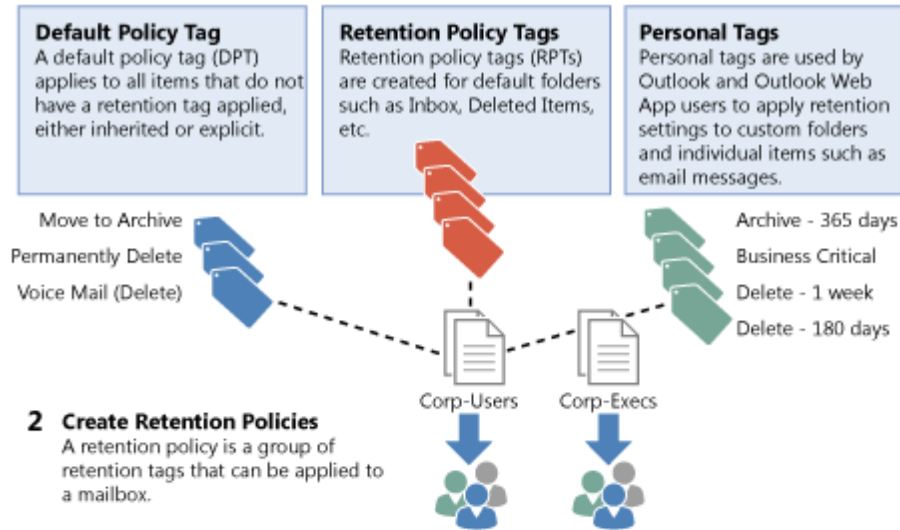 Default Policy Tag
A default policy tag (DPT)
applies to all items that do not
have a retention tag applied,
either inherited or explicit.
Retention Policy Tags
Retention policy tags (RPTs)
are created for default folders
such as Inbox, Deleted Items,
etc.
Personal Tags
Personal tags are used by
Outlook and Outlook Web
App users to apply retention
settings to custom folders
and individual items such as
email messages.
Move to Archive
Permanently Delete
Voice Mail (Delete)
Archive - 365 days
Business Critical
Delete - 1 week
Delete - 180 days
Corp-Users
Corp-Execs
2 Create Retention Policies
A retention policy is a group of
retention tags that can be applied to
a mailbox.